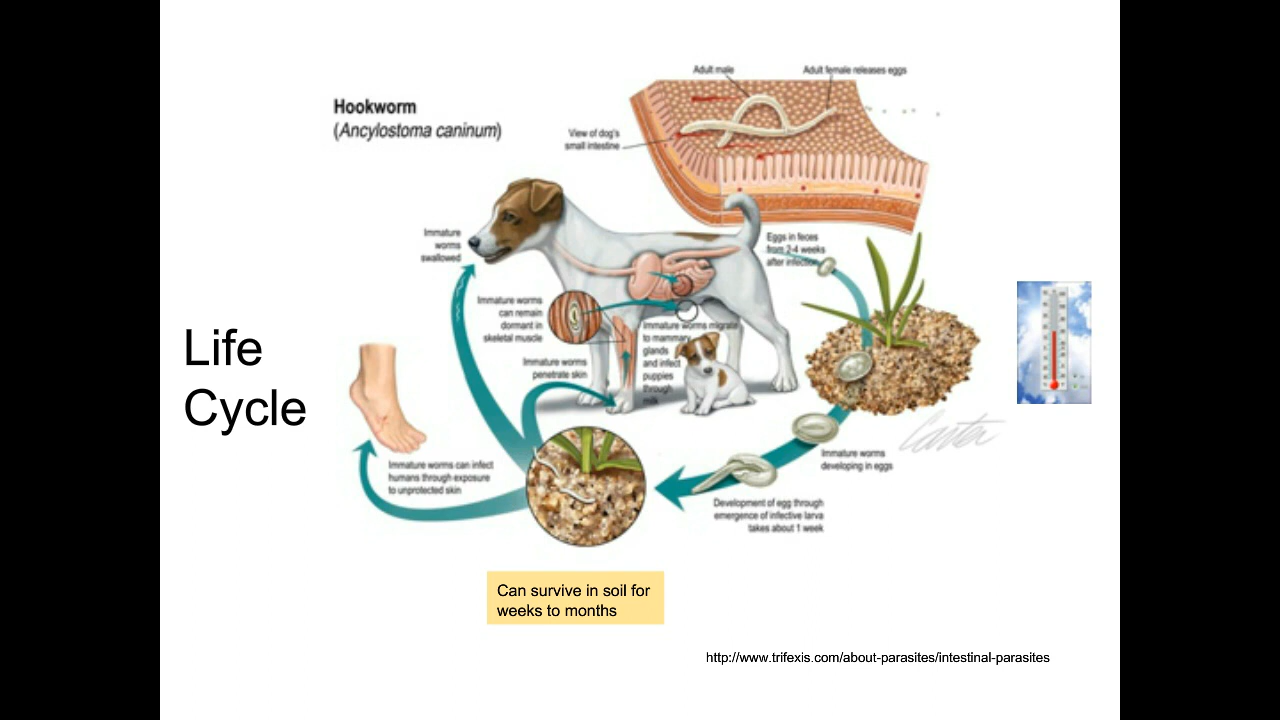 Life
Cycle
Hookworm
(Ancylostoma caninum)
Adult male
Adult female releases eggs
View of dog's
small intestine
Immature
worms
swallowed
Eggs in feces
from 2-4 weeks
after infection
Immature worms
can remain
dormant in
skeletal muscle
Immature worms migrate
to mammary
glands
and infect
puppies
through
milk
Immature worms
penetrate skin
Immature worms can infect
humans through exposure
to unprotected skin
Immature worms
developing in eggs
Development of egg through
emergence of infective larva
takes about 1 week
Can survive in soil for
weeks to months
http://www.trifexis.com/about-parasites/intestinal-parasites